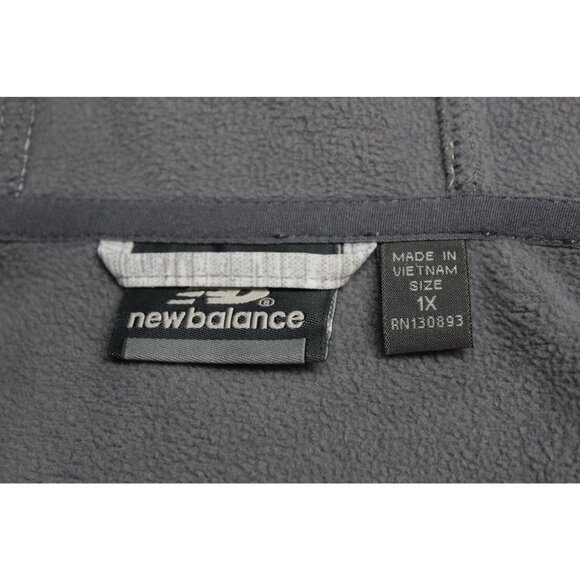 newbalance
MADE IN
VIETNAM
SIZE
1X
RN130893